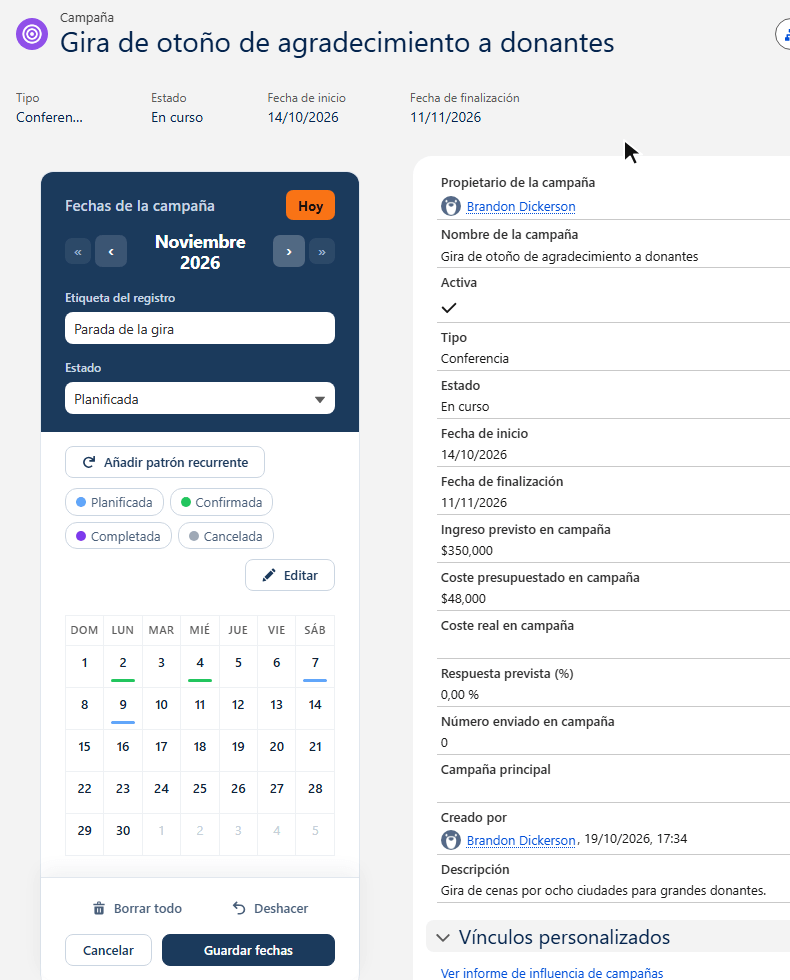 Campaña
Gira de otoño de agradecimiento a donantes
Tipo
Conferen...
Estado
En curso
Fecha de inicio
14/10/2026
Fecha de finalización
11/11/2026
Fechas de la campaña
Hoy
«
‹
Noviembre
2026
›
»
Etiqueta del registro
Parada de la gira
Estado
Planificada
Añadir patrón recurrente
Planificada
Confirmada
Completada
Cancelada
Editar
DOM LUN MAR MIÉ JUE VIE SÁB
1 2 3 4 5 6 7
8 9 10 11 12 13 14
15 16 17 18 19 20 21
22 23 24 25 26 27 28
29 30 1 2 3 4 5
Borrar todo
Deshacer
Cancelar
Guardar fechas
Propietario de la campaña
Brandon Dickerson
Nombre de la campaña
Gira de otoño de agradecimiento a donantes
Activa
Tipo
Conferencia
Estado
En curso
Fecha de inicio
14/10/2026
Fecha de finalización
11/11/2026
Ingreso previsto en campaña
$350,000
Coste presupuestado en campaña
$48,000
Coste real en campaña
Respuesta prevista (%)
0,00 %
Número enviado en campaña
0
Campaña principal
Creado por
Brandon Dickerson, 19/10/2026, 17:34
Descripción
Gira de cenas por ocho ciudades para grandes donantes.
Vínculos personalizados
Ver informe de influencia de campañas